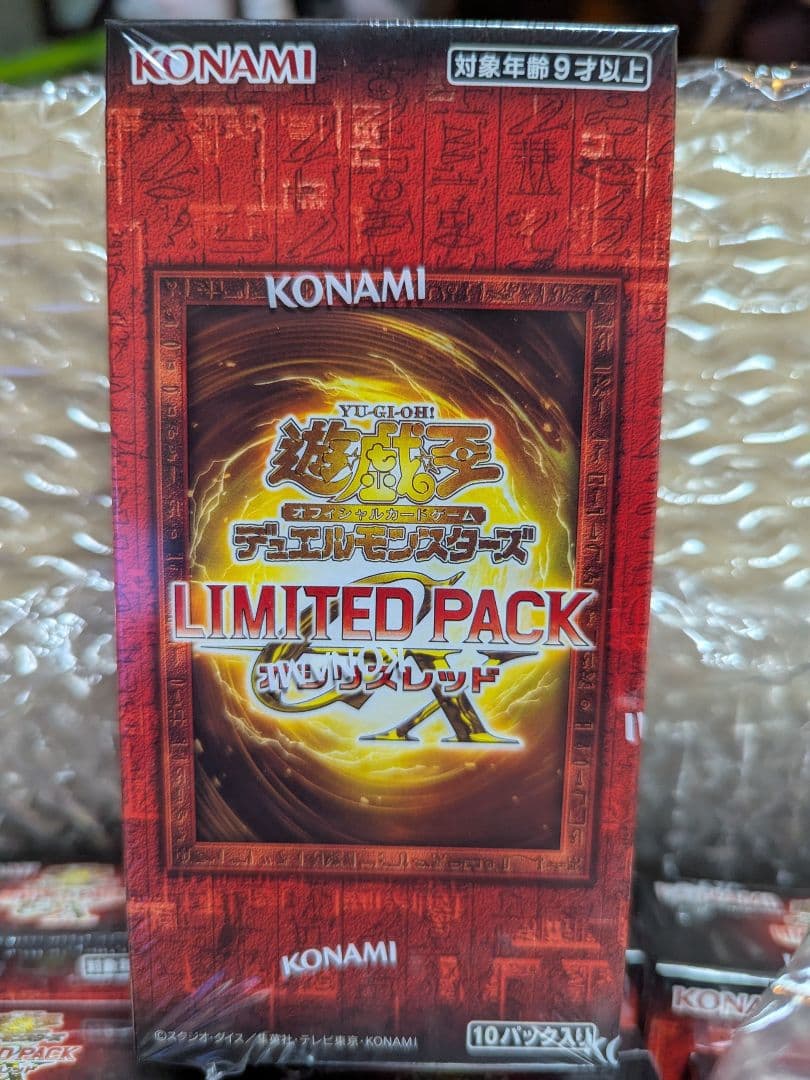 KONAMI
対象年齢9才以上
KONAMI
YU-GI-OH!
遊☆戯☆王
オフィシャルカードゲーム
デュエルモンスターズ
LIMITED PACK
GX
オシリスレッド
KONAMI
©スタジオ・ダイス/集英社・テレビ東京・KONAMI
10パック入り
KONAMI
PACK